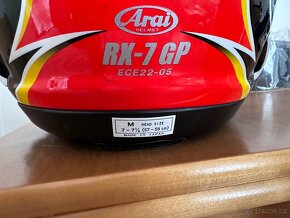 Arai
HELMET
RX-7 GP
ECE22-05
M HEAD SIZE
7 - 7⅛ (57 - 58 cm)
MADE IN JAPAN